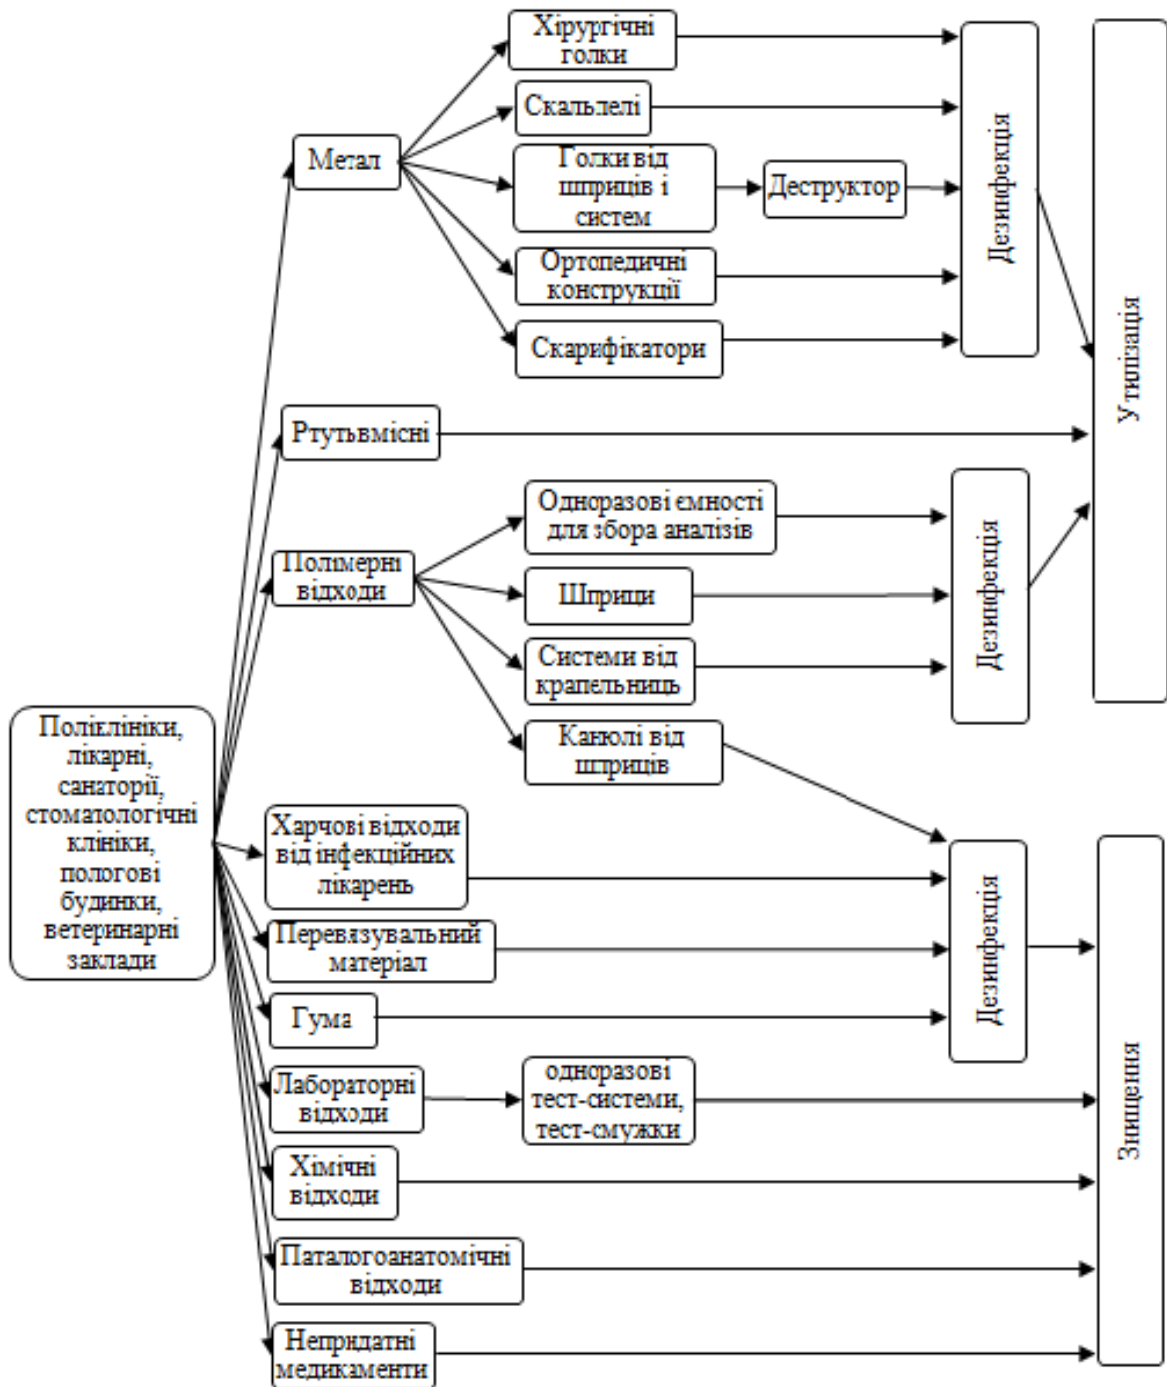 Поліклініки,
лікарні,
санаторії,
стоматологічні
клініки,
пологові
будинки,
ветеринарні
заклади
Метал
Хірургічні
голки
Скальпелі
Голки від
шприців і
систем
Деструктор
Ортопедичні
конструкції
Скарифікатори
Дезинфекція
Утилізація
Ртутьвмісні
Полімерні
відходи
Одноразові ємності
для збора аналізів
Шприци
Системи від
крапельниць
Канюлі від
шприців
Дезинфекція
Харчові відходи
від інфекційних
лікарень
Перевязувальний
матеріал
Гума
Дезинфекція
Лабораторні
відходи
одноразові
тест-системи,
тест-смужки
Хімічні
відходи
Паталогоанатомічні
відходи
Непридатні
медикаменти
Знищення